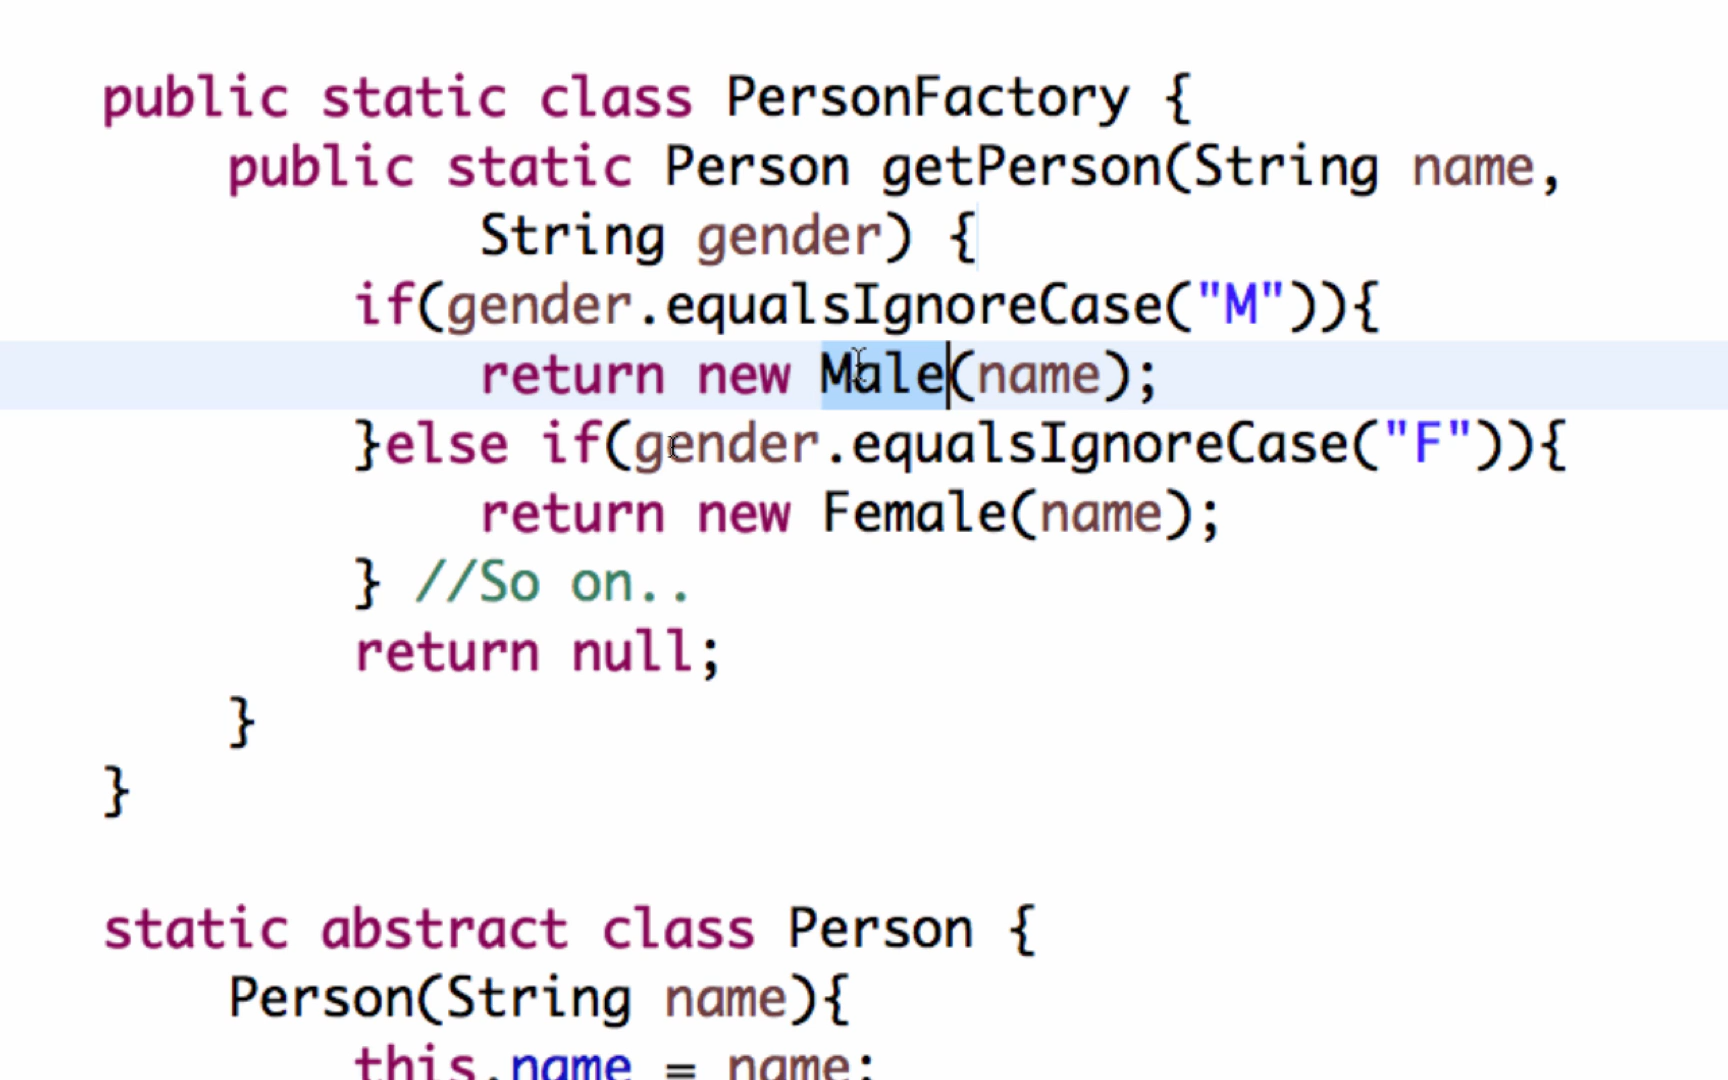 public static class PersonFactory {
public static Person getPerson(String name,
String gender) {
if(gender.equalsIgnoreCase("M")){
return new Male(name);
}else if(gender.equalsIgnoreCase("F")){
return new Female(name);
} //So on..
return null;
}
}
static abstract class Person {
Person(String name){
this.name = name;